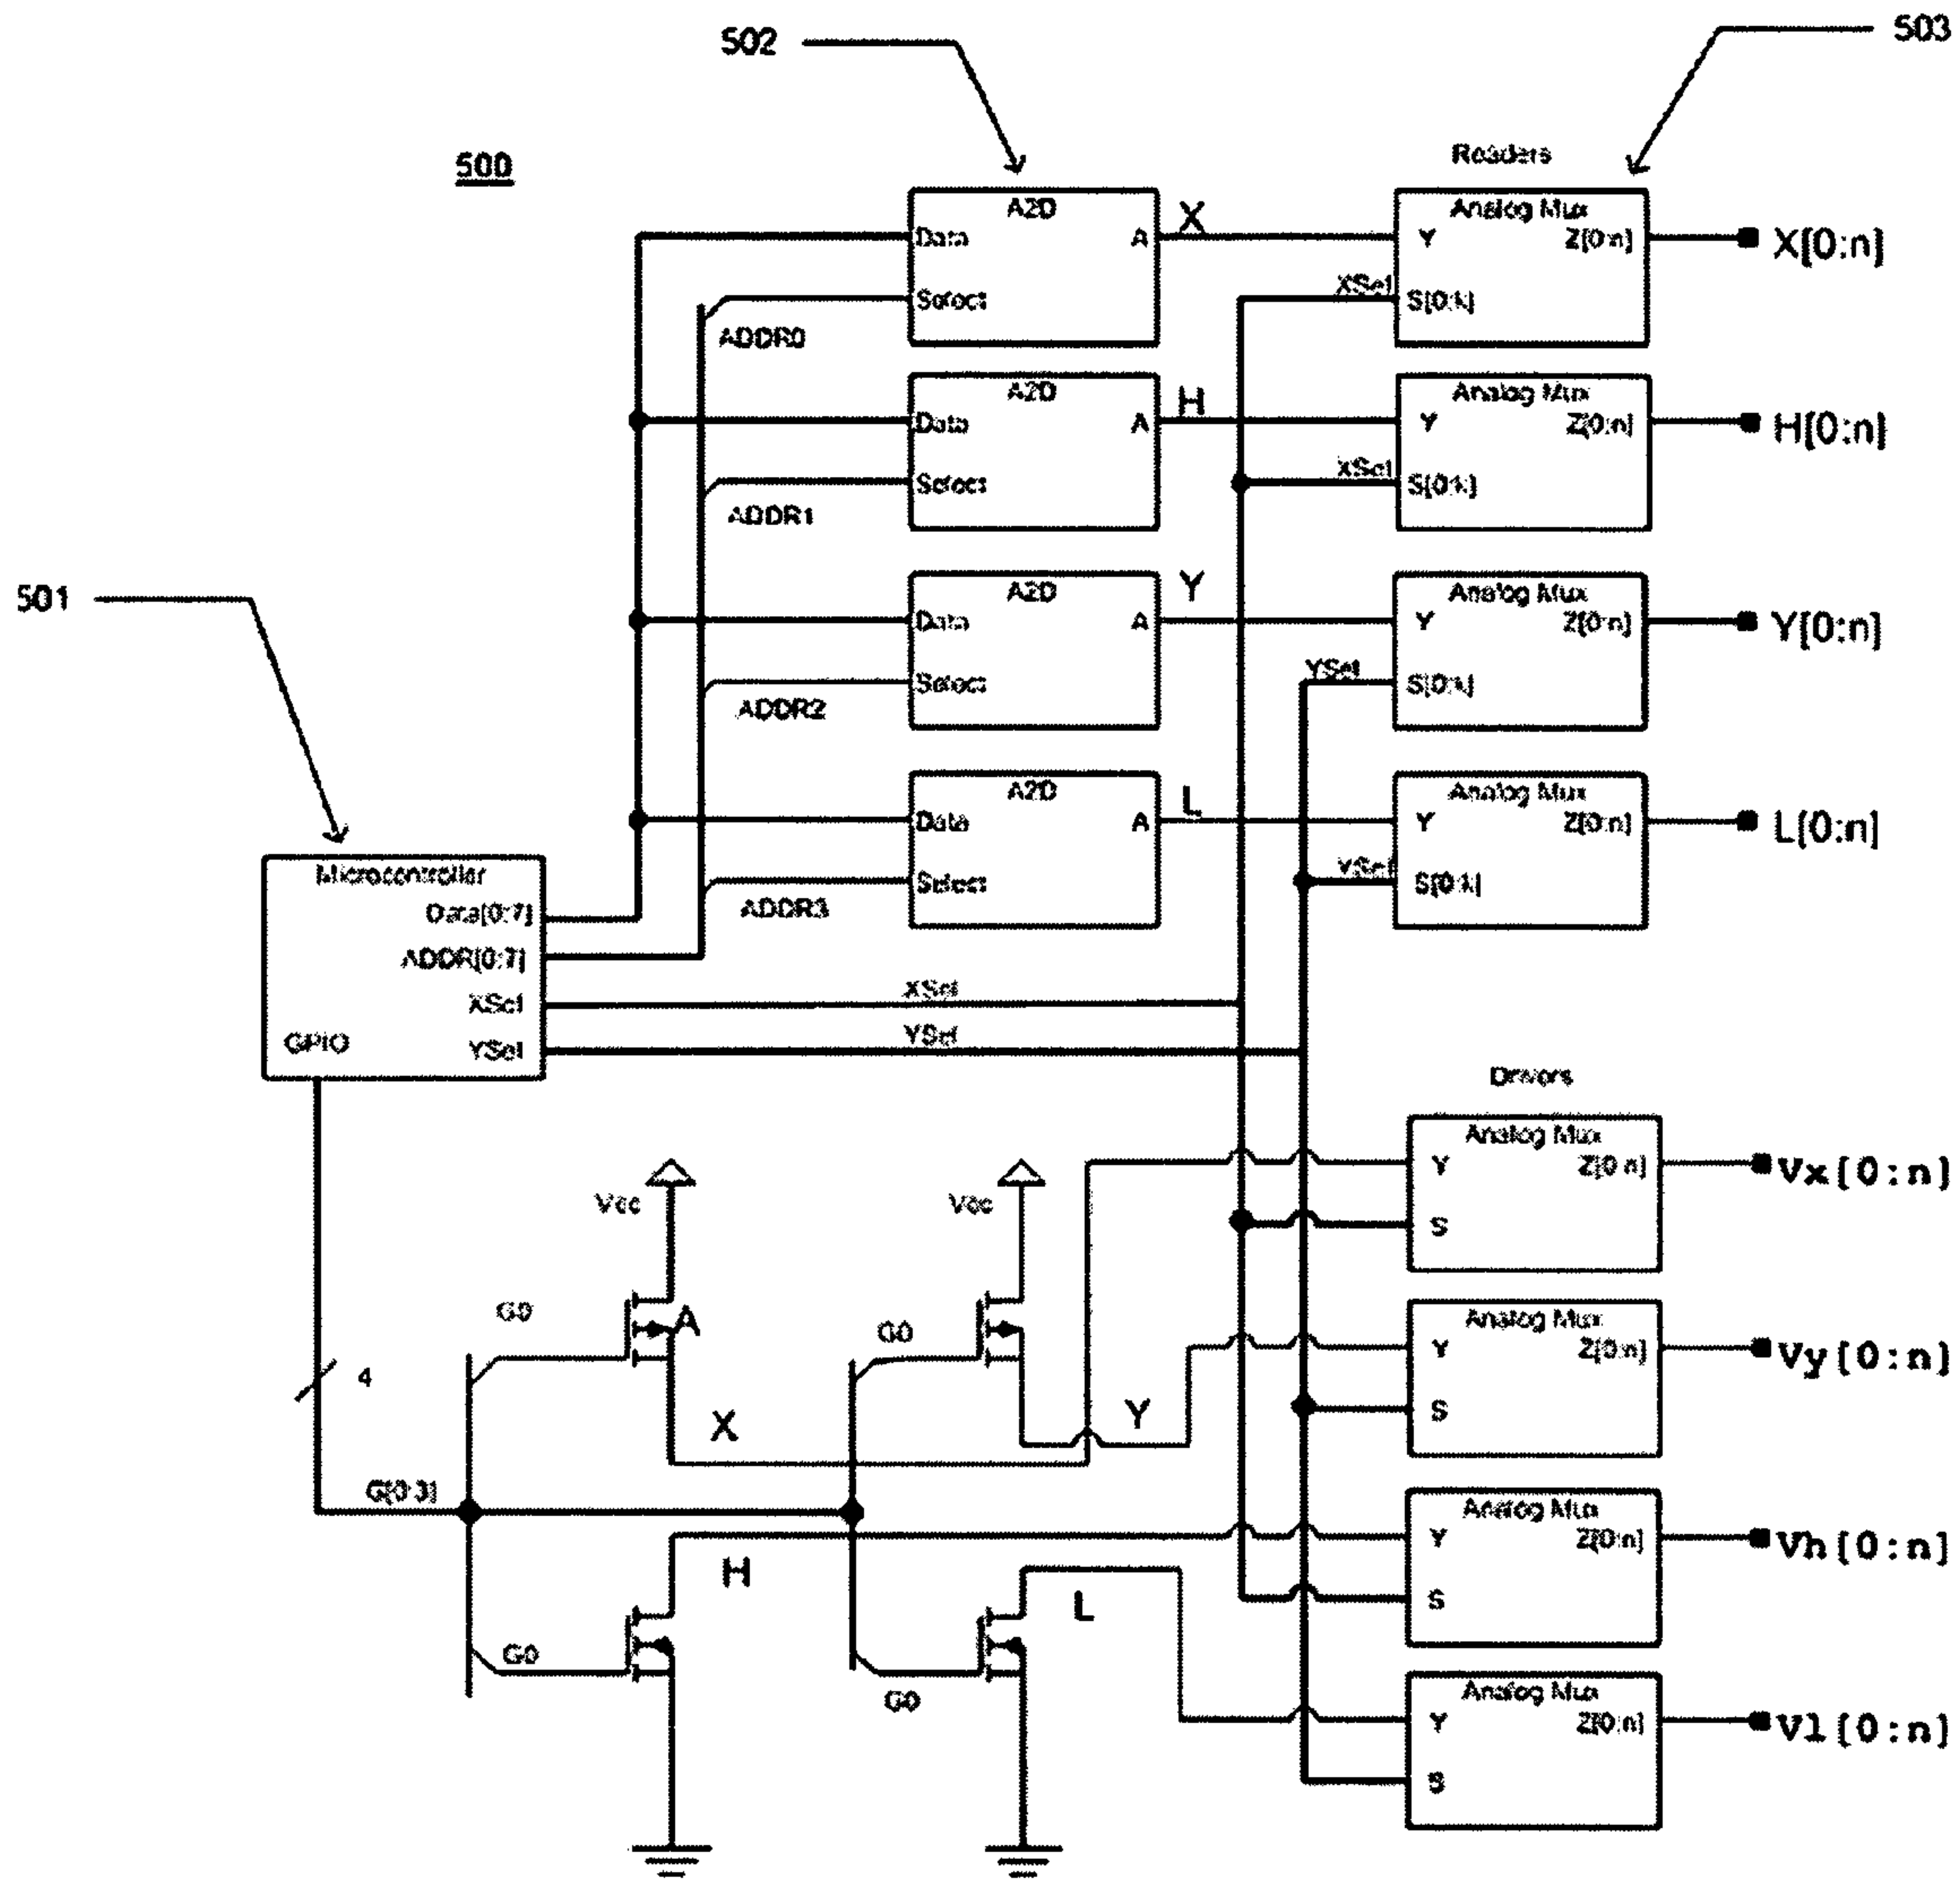 502
503
500
Readers
A2D
Data
A
Select
ADDR0
X
Analog Mux
Y
Z[0:n]
XSel
S[0:k]
X[0:n]
A2D
Data
A
Select
ADDR1
H
Analog Mux
Y
Z[0:n]
XSel
S[0:k]
H[0:n]
501
A2D
Data
A
Select
ADDR2
Y
Analog Mux
Y
Z[0:n]
YSel
S[0:k]
Y[0:n]
A2D
Data
A
Select
ADDR3
L
Analog Mux
Y
Z[0:n]
YSel
S[0:k]
L[0:n]
Microcontroller
Data[0:7]
ADDR[0:7]
XSel
GPIO
YSel
XSel
YSel
Drivers
Analog Mux
Y
Z[0:n]
S
Vx[0:n]
Vcc
Vcc
G0
A
G0
Analog Mux
Y
Z[0:n]
S
Vy[0:n]
4
X
Y
G[0:3]
H
L
Analog Mux
Y
Z[0:n]
S
Vh[0:n]
G0
G0
Analog Mux
Y
Z[0:n]
S
Vl[0:n]